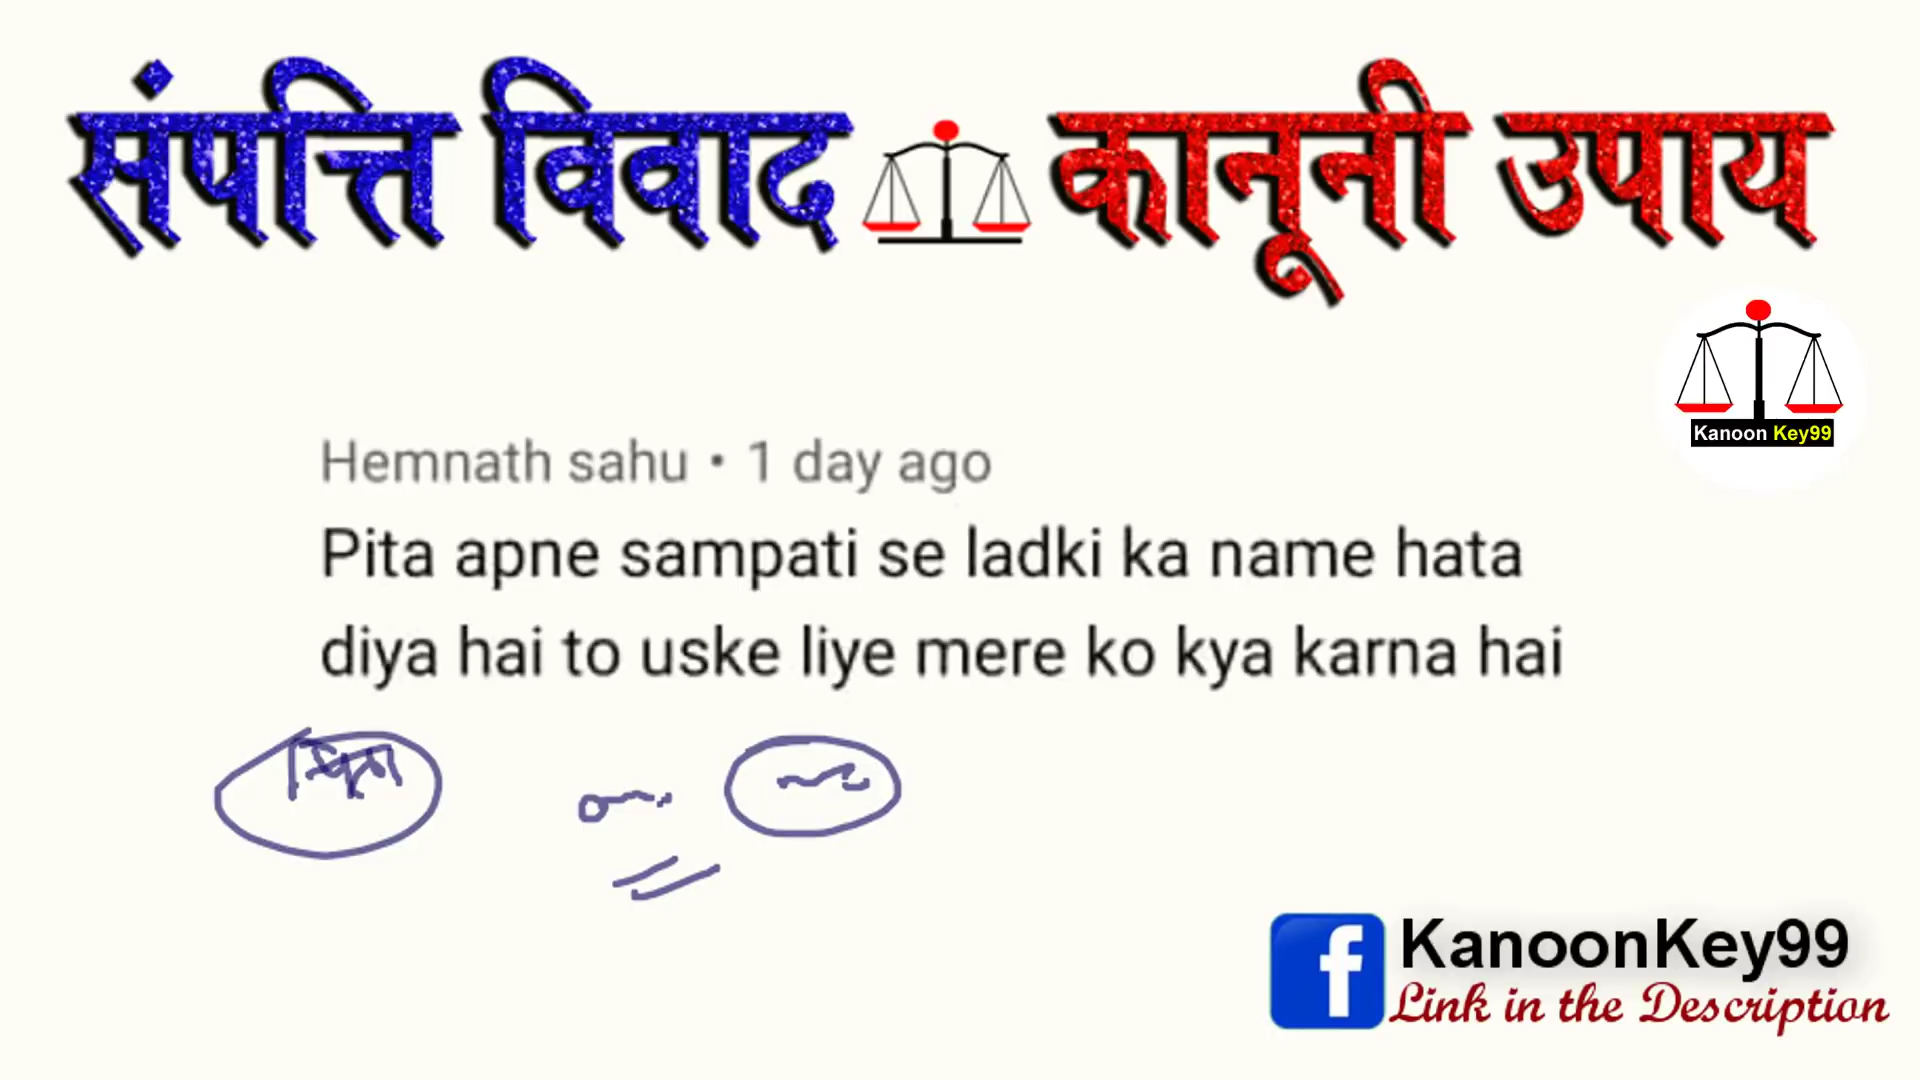 संपत्ति विवाद कानूनी उपाय
Kanoon Key99
Hemnath sahu • 1 day ago
Pita apne sampati se ladki ka name hata
diya hai to uske liye mere ko kya karna hai
पिता
KanoonKey99
Link in the Description